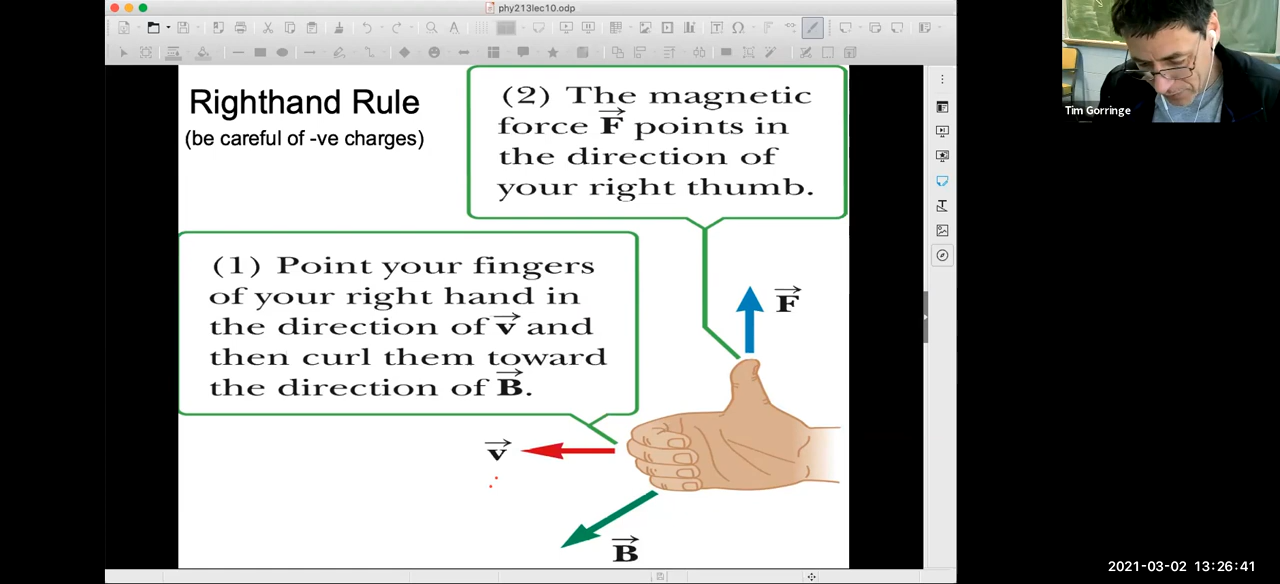 phy213lec10.odp
Righthand Rule
(be careful of -ve charges)
(2) The magnetic
force F points in
the direction of
your right thumb.
(1) Point your fingers
of your right hand in
the direction of v and
then curl them toward
the direction of B.
F
v
B
Tim Gorringe
2021-03-02 13:26:41